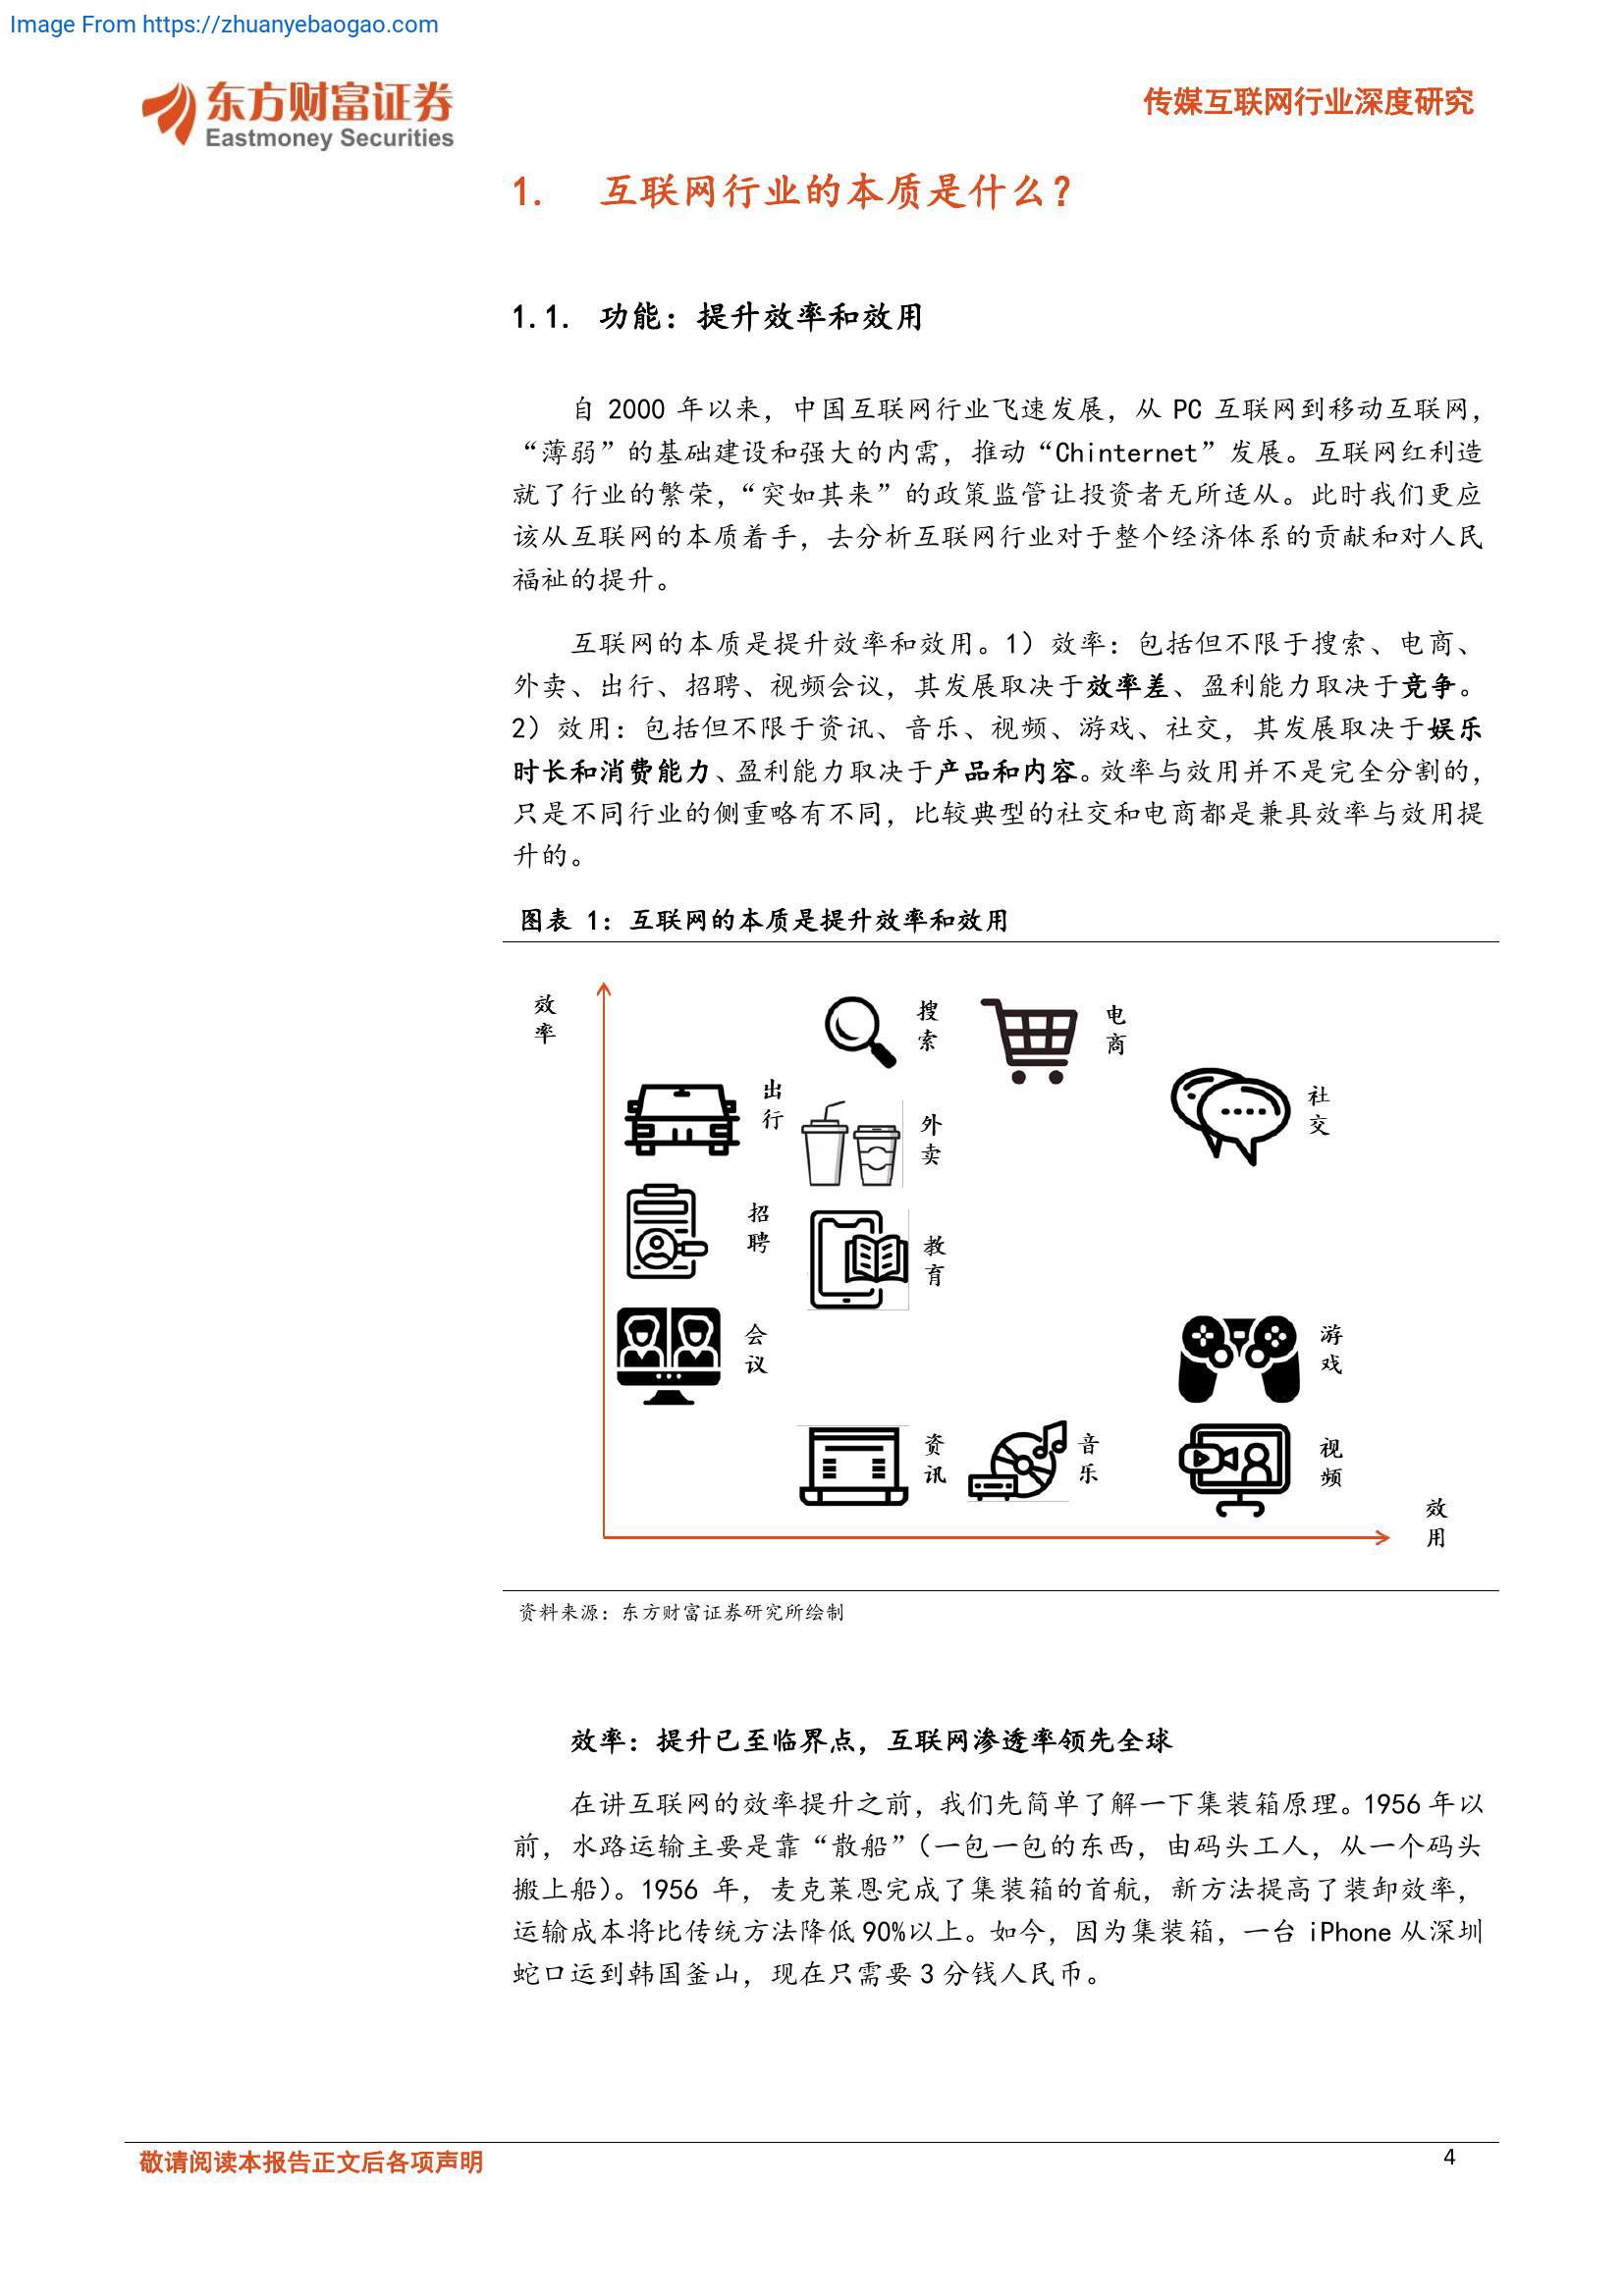 Image From https://zhuanyebaogao.com
东方财富证券
Eastmoney Securities
传媒互联网行业深度研究
1. 互联网行业的本质是什么？
1.1. 功能：提升效率和效用
自 2000 年以来，中国互联网行业飞速发展，从 PC 互联网到移动互联网，
“薄弱”的基础建设和强大的内需，推动“Chinternet”发展。互联网红利造
就了行业的繁荣，“突如其来”的政策监管让投资者无所适从。此时我们更应
该从互联网的本质着手，去分析互联网行业对于整个经济体系的贡献和对人民
福祉的提升。
互联网的本质是提升效率和效用。1）效率：包括但不限于搜索、电商、
外卖、出行、招聘、视频会议，其发展取决于效率差、盈利能力取决于竞争。
2）效用：包括但不限于资讯、音乐、视频、游戏、社交，其发展取决于娱乐
时长和消费能力、盈利能力取决于产品和内容。效率与效用并不是完全分割的，
只是不同行业的侧重略有不同，比较典型的社交和电商都是兼具效率与效用提
升的。
图表 1：互联网的本质是提升效率和效用
效率
搜索
电商
出行
社交
外卖
招聘
教育
会议
游戏
资讯
音乐
视频
效用
资料来源：东方财富证券研究所绘制
效率：提升已至临界点，互联网渗透率领先全球
在讲互联网的效率提升之前，我们先简单了解一下集装箱原理。1956 年以
前，水路运输主要是靠“散船”（一包一包的东西，由码头工人，从一个码头
搬上船）。1956 年，麦克莱恩完成了集装箱的首航，新方法提高了装卸效率，
运输成本将比传统方法降低 90%以上。如今，因为集装箱，一台 iPhone 从深圳
蛇口运到韩国釜山，现在只需要 3 分钱人民币。
敬请阅读本报告正文后各项声明
4